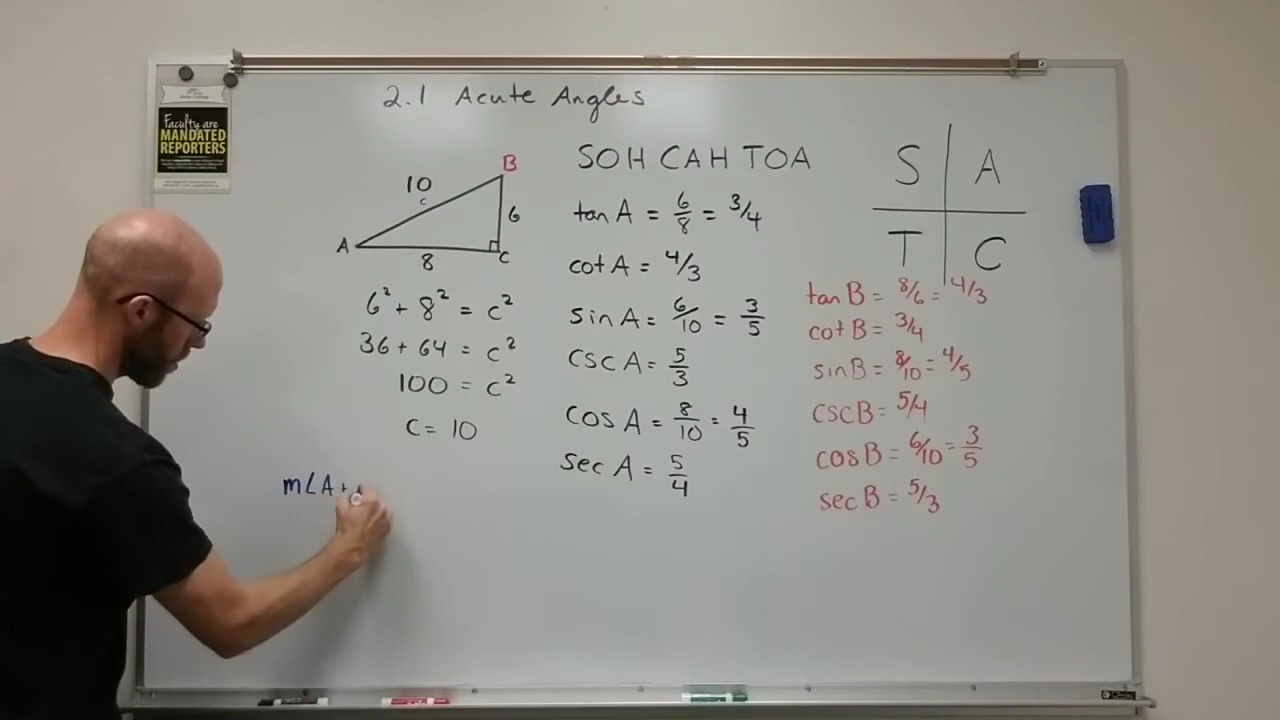 2.1 Acute Angles
Faculty are
MANDATED
REPORTERS
B
10
c
6
A
8
C
6² + 8² = c²
36 + 64 = c²
100 = c²
c = 10
m∠A +
SOH CAH TOA
tan A = 6/8 = 3/4
cot A = 4/3
sin A = 6/10 = 3/5
csc A = 5/3
cos A = 8/10 = 4/5
sec A = 5/4
S A
T C
tan B = 8/6 = 4/3
cot B = 3/4
sin B = 8/10 = 4/5
csc B = 5/4
cos B = 6/10 = 3/5
sec B = 5/3